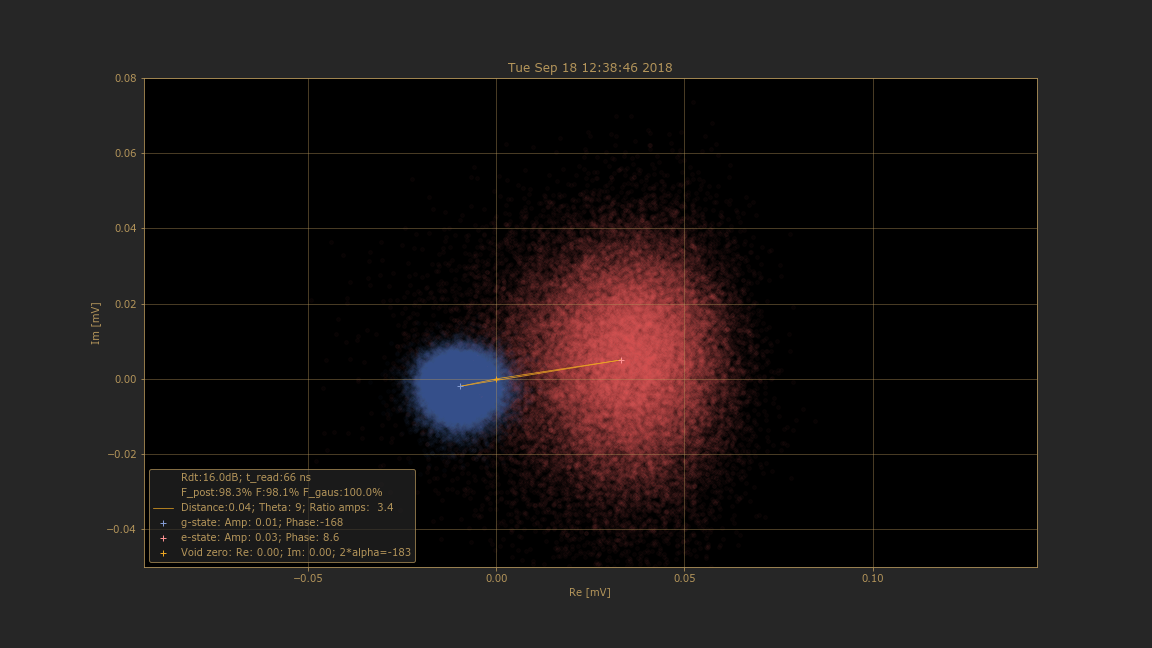 Tue Sep 18 12:38:46 2018
0.08
0.06
0.04
0.02
0.00
−0.02
−0.04
Im [mV]
Rdt:16.0dB; t_read:66 ns
F_post:98.3% F:98.1% F_gaus:100.0%
Distance:0.04; Theta: 9; Ratio amps:  3.4
g-state: Amp: 0.01; Phase:-168
e-state: Amp: 0.03; Phase: 8.6
Void zero: Re: 0.00; Im: 0.00; 2*alpha=-183
−0.05 0.00 0.05 0.10
Re [mV]